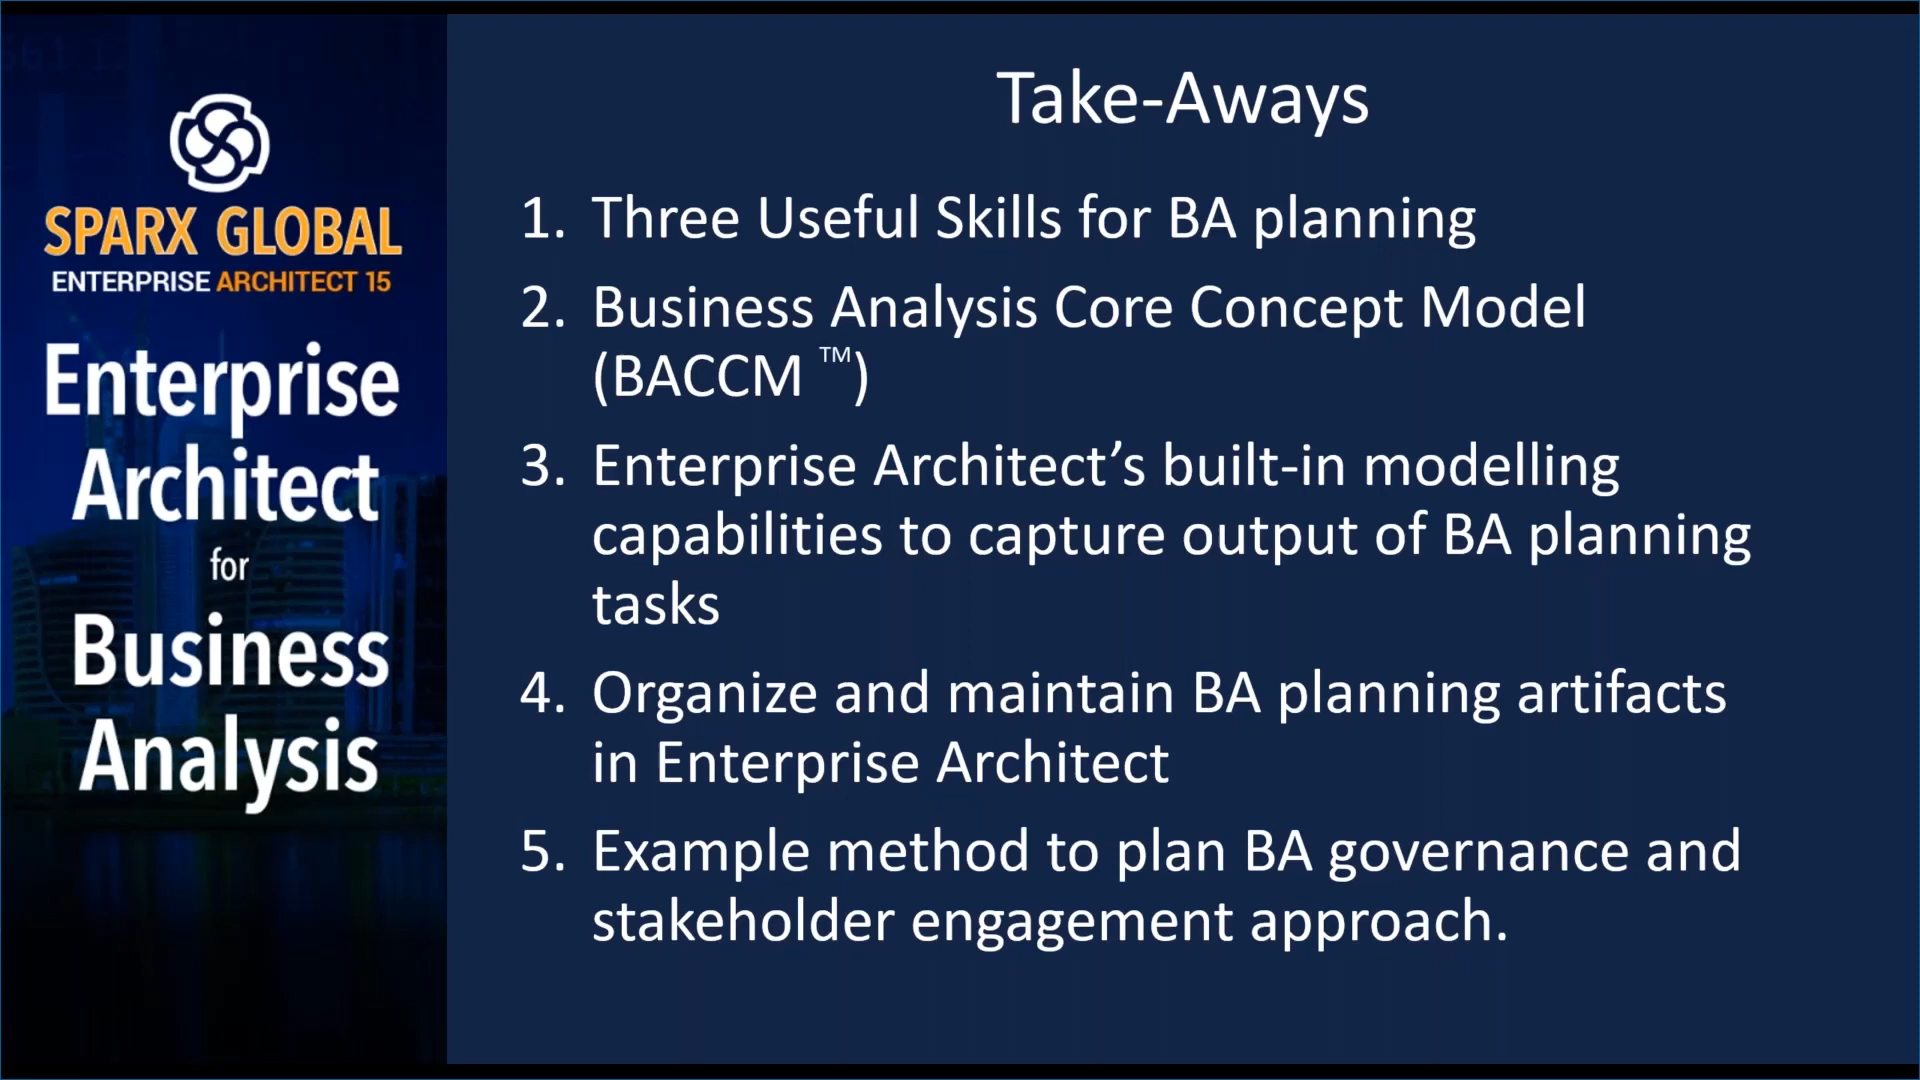 SPARX GLOBAL
ENTERPRISE ARCHITECT 15
Enterprise
Architect
for
Business
Analysis
Take-Aways
1. Three Useful Skills for BA planning
2. Business Analysis Core Concept Model
(BACCM ™)
3. Enterprise Architect’s built-in modelling
capabilities to capture output of BA planning
tasks
4. Organize and maintain BA planning artifacts
in Enterprise Architect
5. Example method to plan BA governance and
stakeholder engagement approach.